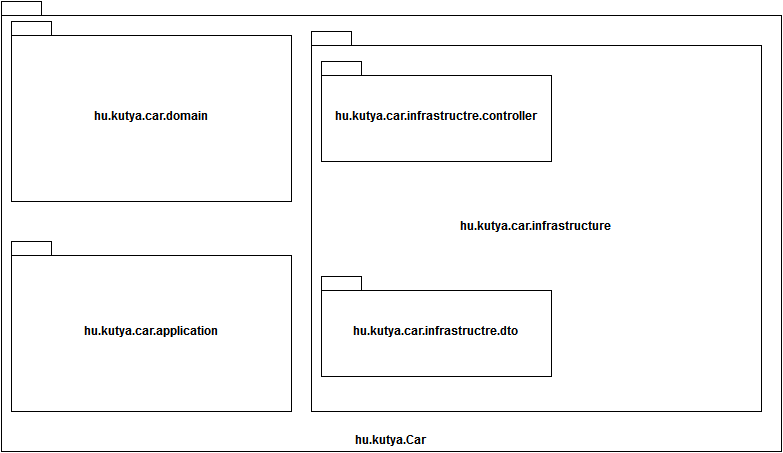 hu.kutya.car.domain
hu.kutya.car.infrastructre.controller
hu.kutya.car.infrastructure
hu.kutya.car.application
hu.kutya.car.infrastructre.dto
hu.kutya.Car